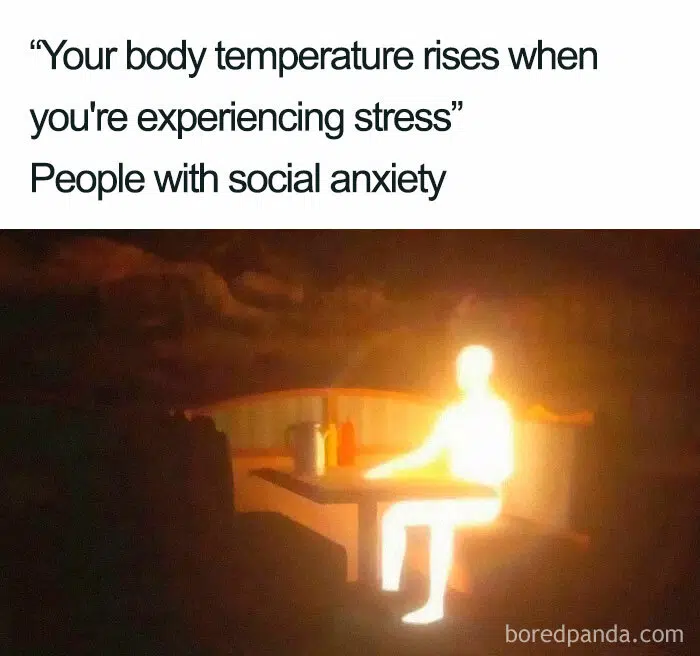 “Your body temperature rises when
you're experiencing stress”
People with social anxiety
boredpanda.com